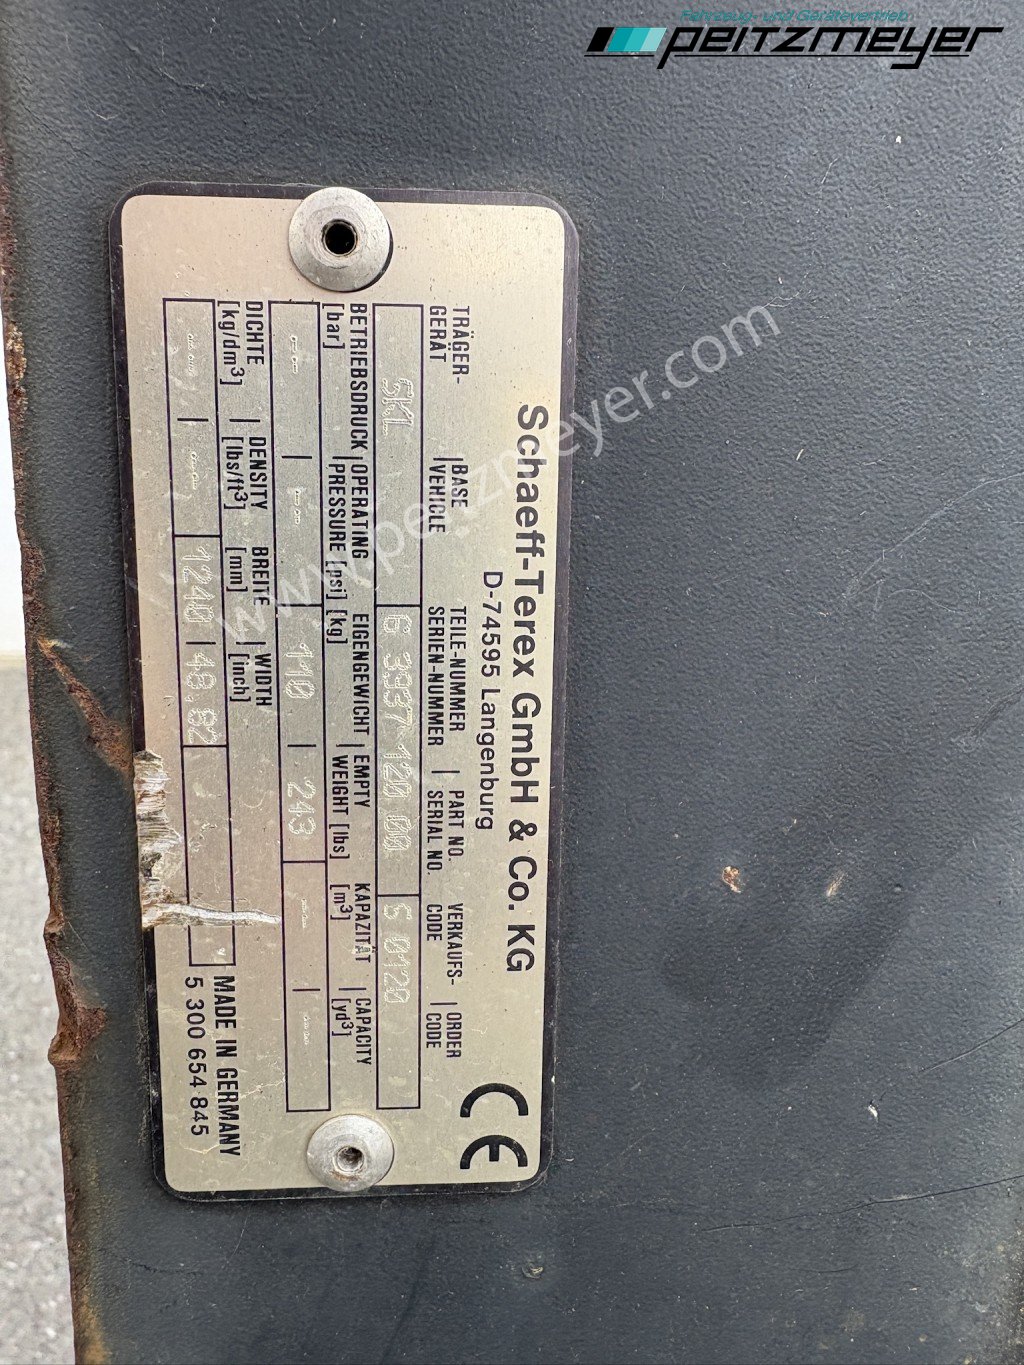 Fahrzeug- und Gerätevertrieb
peitzmeyer
www.peitzmeyer.com
Schaeff-Terex GmbH & Co. KG
D-74595 Langenburg
TRÄGER- | BASE TEILE-NUMMER | PART NO. VERKAUFS- | ORDER
GERÄT VEHICLE SERIEN-NUMMER SERIAL NO. CODE CODE
SKL 6 3937 120 00 6 0120
BETRIEBSDRUCK | OPERATING EIGENGEWICHT | EMPTY KAPAZITÄT | CAPACITY
[bar] PRESSURE [psi] [kg] WEIGHT [lbs] [m³] [yd³]
--- | --- 110 | 243 --- | ---
DICHTE | DENSITY BREITE | WIDTH
[kg/dm³] [lbs/ft³] [mm] [inch]
--- | --- 1240 | 48,82
MADE IN GERMANY
5 300 654 845
CE